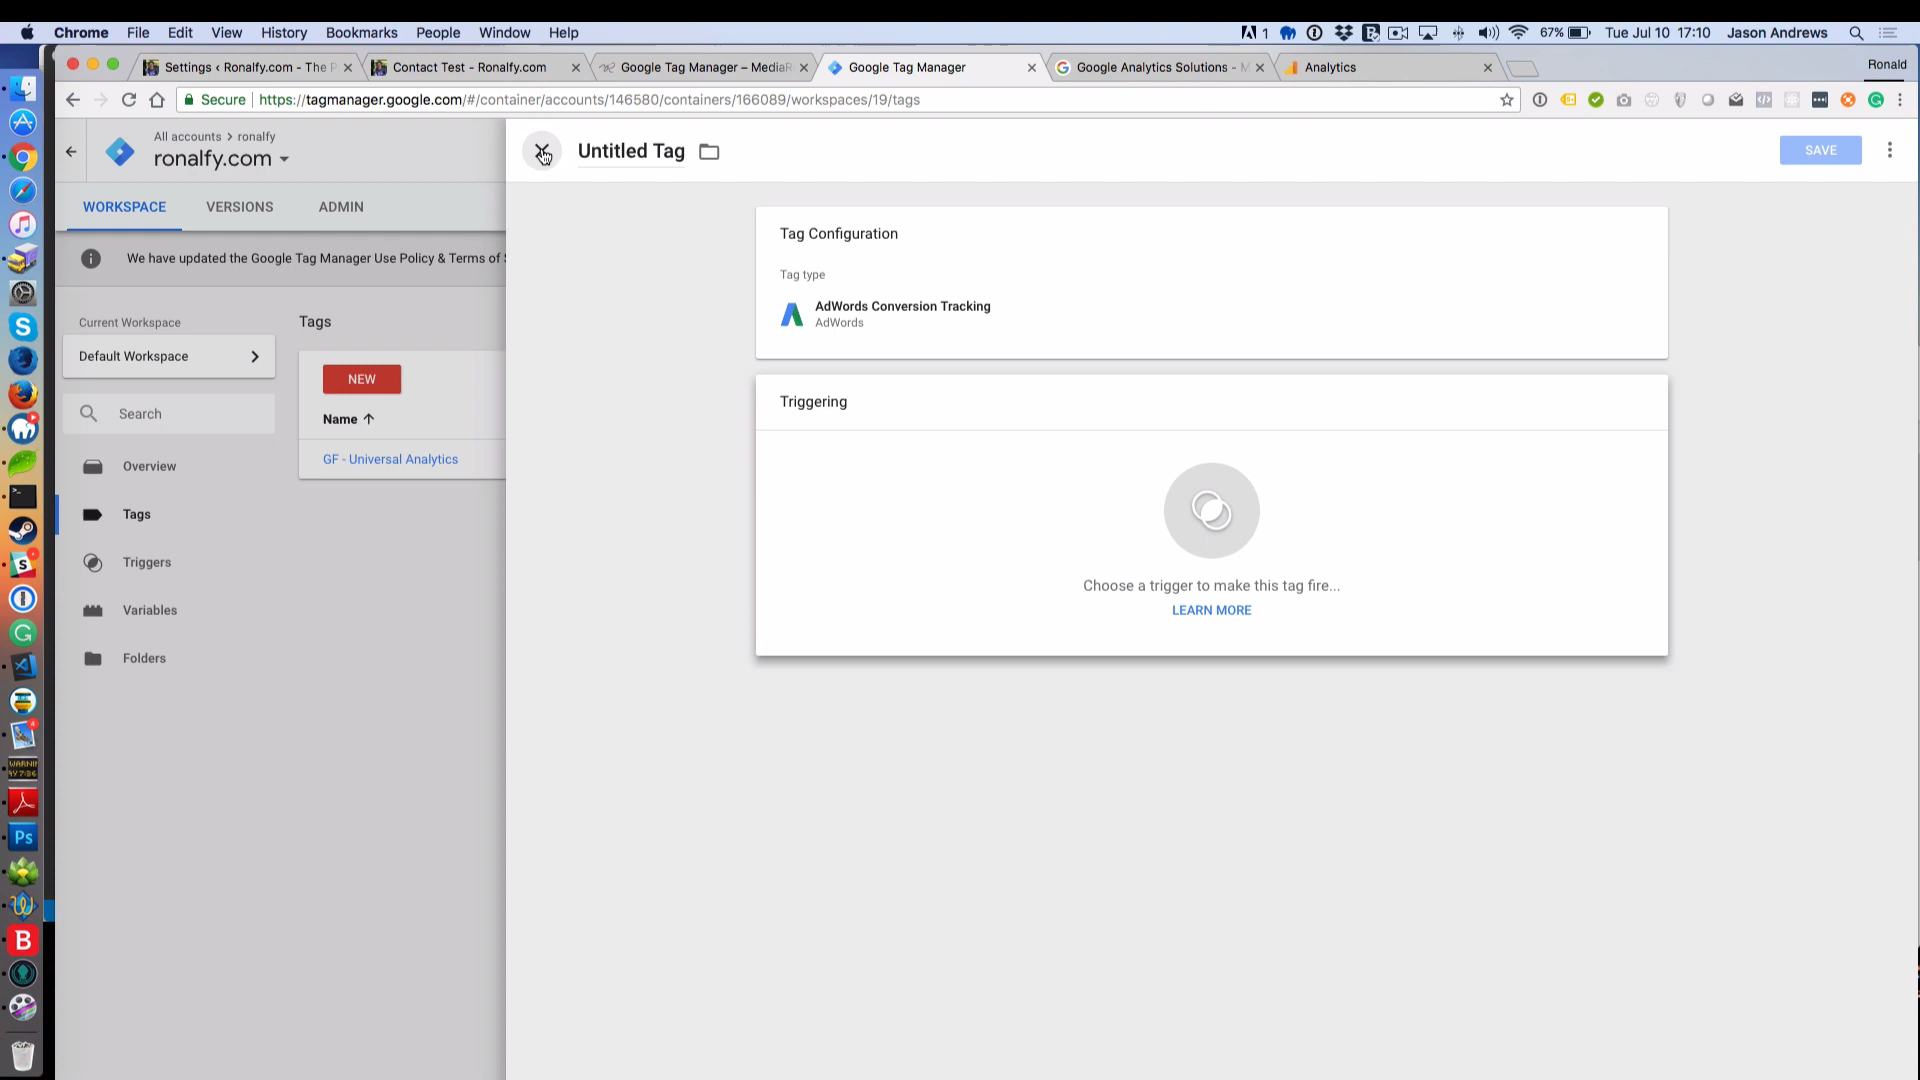 Chrome File Edit View History Bookmarks People Window Help
1 67% Tue Jul 10 17:10 Jason Andrews
Settings ‹ Ronalfy.com - The P
Contact Test - Ronalfy.com
Google Tag Manager – MediaR
Google Tag Manager
Google Analytics Solutions - M
Analytics
Ronald
Secure https://tagmanager.google.com/#/container/accounts/146580/containers/166089/workspaces/19/tags
All accounts > ronalfy
ronalfy.com
Untitled Tag
SAVE
WORKSPACE VERSIONS ADMIN
We have updated the Google Tag Manager Use Policy & Terms of
Current Workspace
Default Workspace
Search
Overview
Tags
Triggers
Variables
Folders
Tags
NEW
Name
GF - Universal Analytics
Tag Configuration
Tag type
AdWords Conversion Tracking
AdWords
Triggering
Choose a trigger to make this tag fire...
LEARN MORE